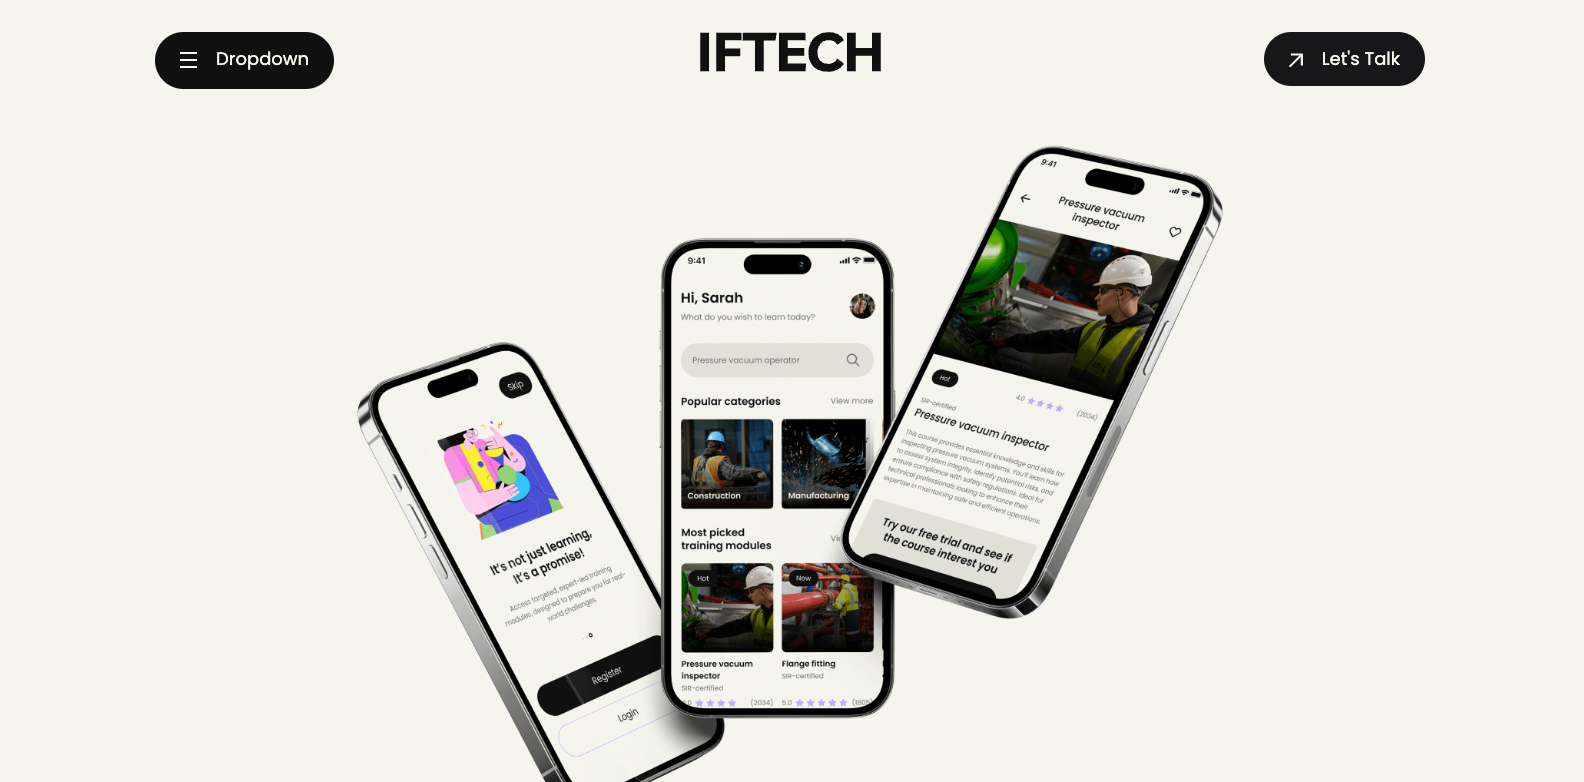 Dropdown
IFTECH
Let's Talk
9:41
Pressure vacuum
inspector
Hot
4.0
(2034)
SIR-certified
Pressure vacuum inspector
This course provides essential knowledge and skills for
inspecting pressure vacuum systems. You'll learn how
to assess system integrity, identify potential risks, and
ensure compliance with safety regulations. Ideal for
technical professionals looking to enhance their
expertise in maintaining safe and efficient operations.
Try our free trial and see if
the course interest you
9:41
Hi, Sarah
What do you wish to learn today?
Pressure vacuum operator
Popular categories
View more
Construction
Manufacturing
Most picked
training modules
Hot
New
Pressure vacuum
inspector
SIR-certified
(2034)
Flange fitting
SIR-certified
5.0
Skip
It's not just learning,
It's a promise!
Access targeted, expert-led training
modules, designed to prepare you for real-
world challenges.
Register
Login